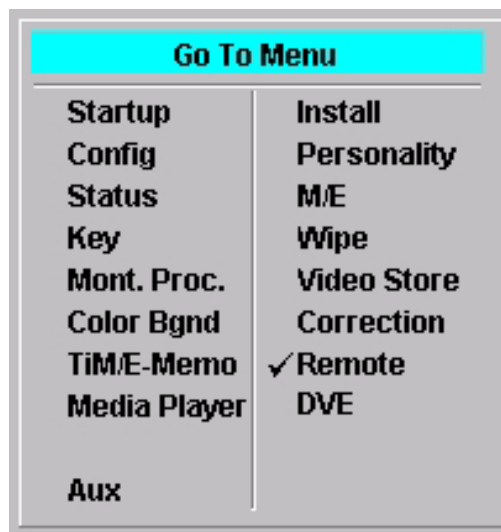 Go To Menu
Startup
Config
Status
Key
Mont. Proc.
Color Bgnd
TiM/E-Memo
Media Player
Aux
Install
Personality
M/E
Wipe
Video Store
Correction
✓Remote
DVE